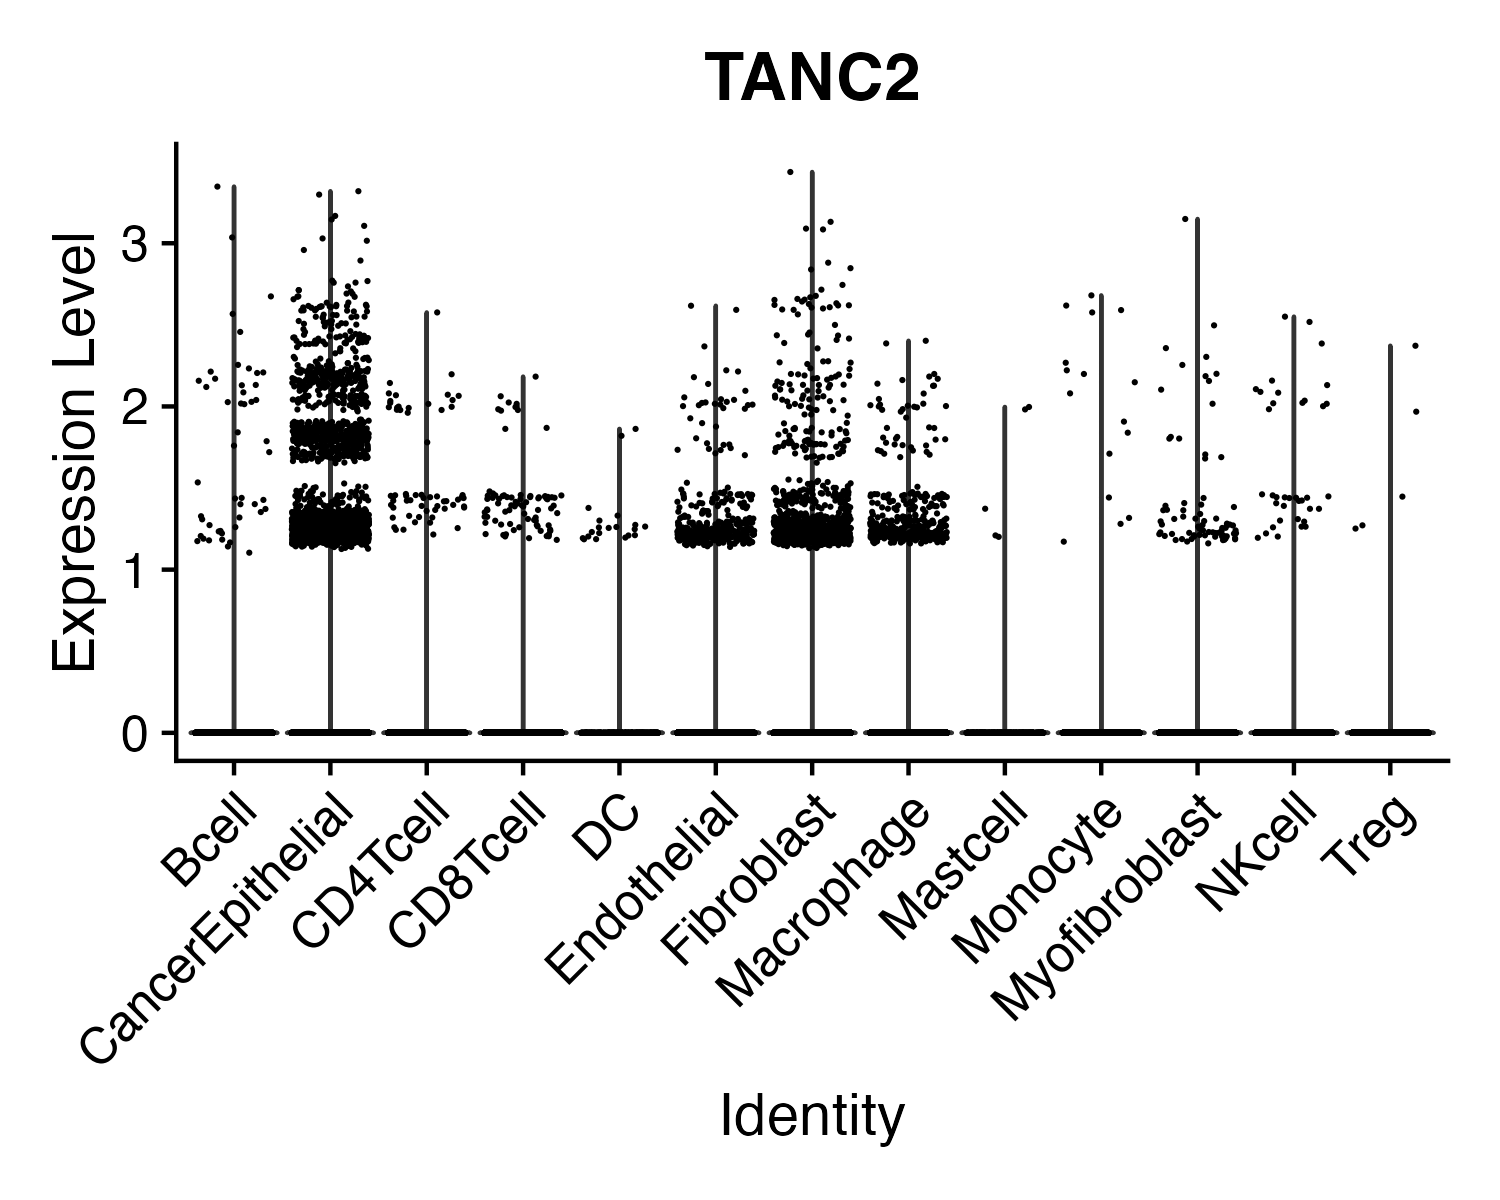 TANC2
Expression Level
3
2
1
0
Bcell
CancerEpithelial
CD4Tcell
CD8Tcell
DC
Endothelial
Fibroblast
Macrophage
Mastcell
Monocyte
Myofibroblast
NKcell
Treg
Identity